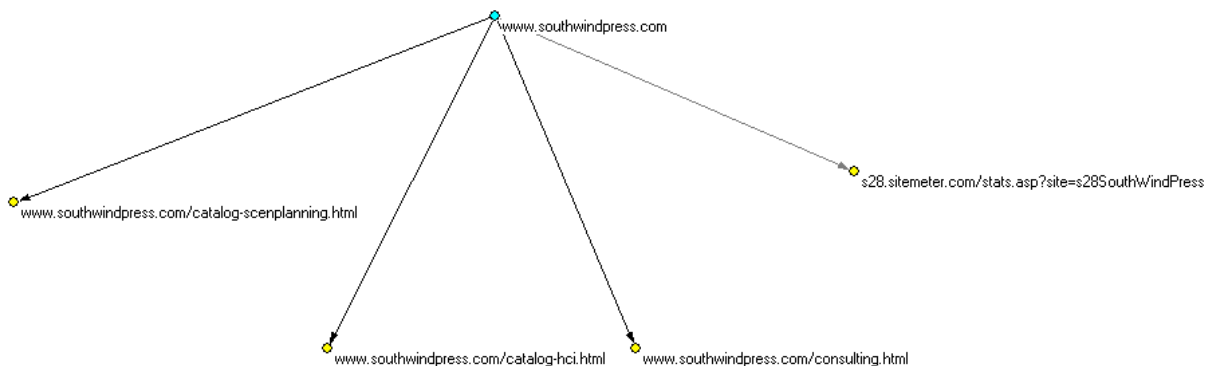 www.southwindpress.com
s28.sitemeter.com/stats.asp?site=s28SouthWindPress
www.southwindpress.com/catalog-scenplanning.html
www.southwindpress.com/catalog-hci.html
www.southwindpress.com/consulting.html